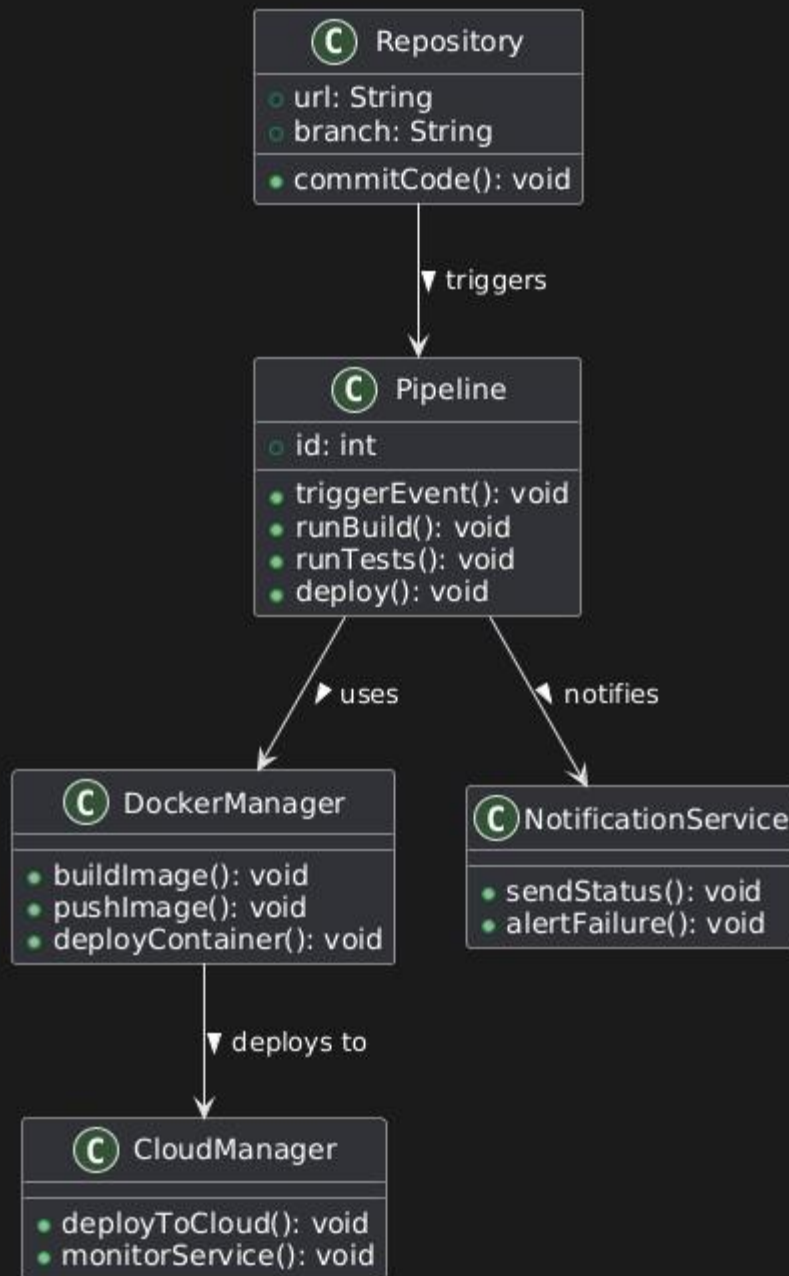 C Repository
url: String
branch: String
commitCode(): void
triggers
C Pipeline
id: int
triggerEvent(): void
runBuild(): void
runTests(): void
deploy(): void
uses
notifies
C DockerManager
buildImage(): void
pushImage(): void
deployContainer(): void
C NotificationService
sendStatus(): void
alertFailure(): void
deploys to
C CloudManager
deployToCloud(): void
monitorService(): void